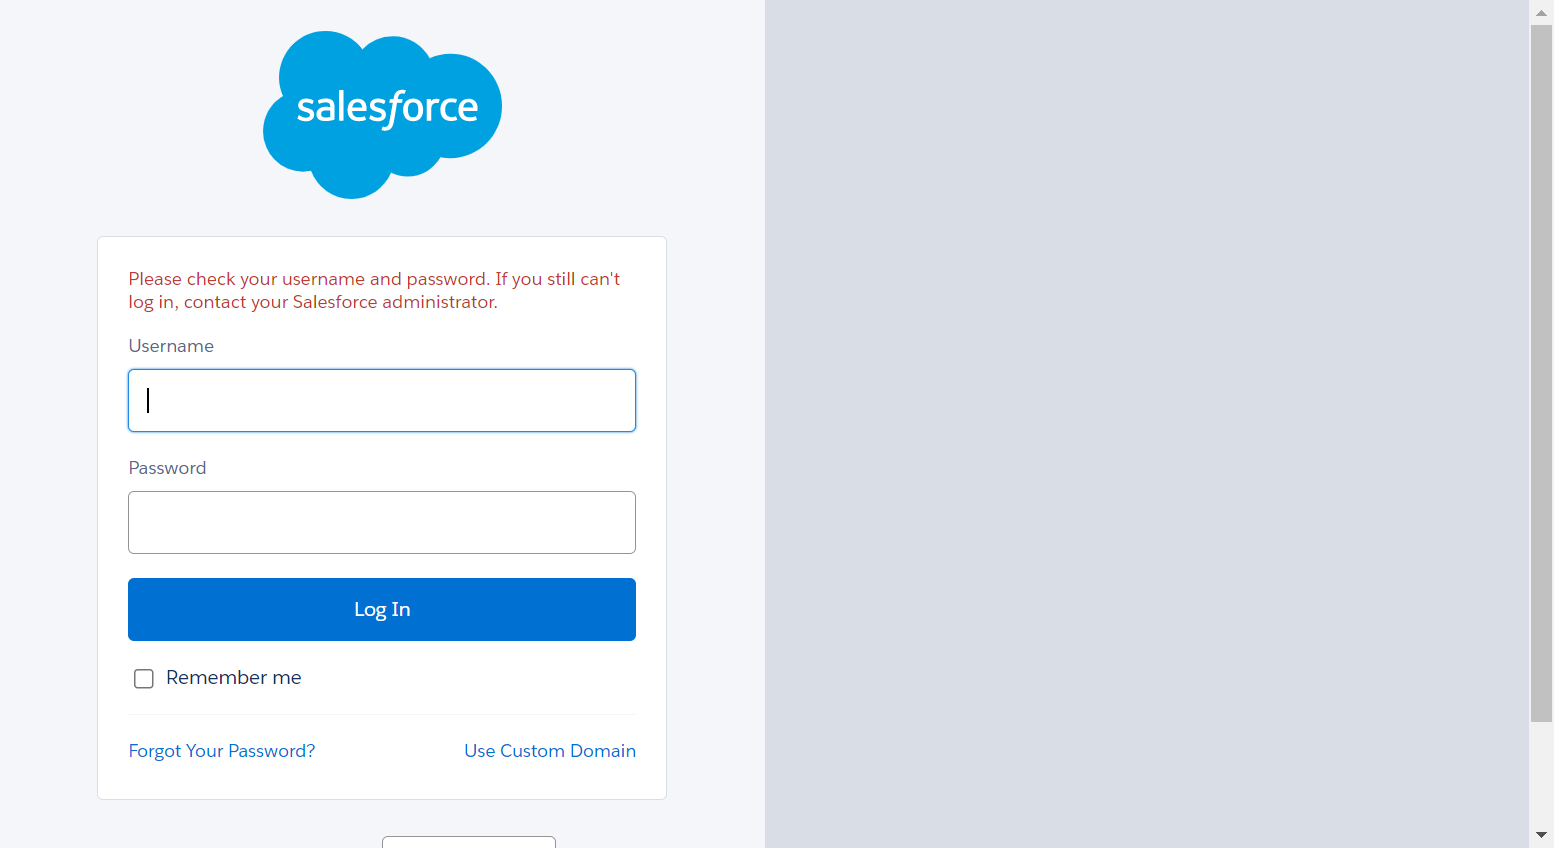 salesforce
Please check your username and password. If you still can't
log in, contact your Salesforce administrator.
Username
Password
Log In
Remember me
Forgot Your Password?
Use Custom Domain